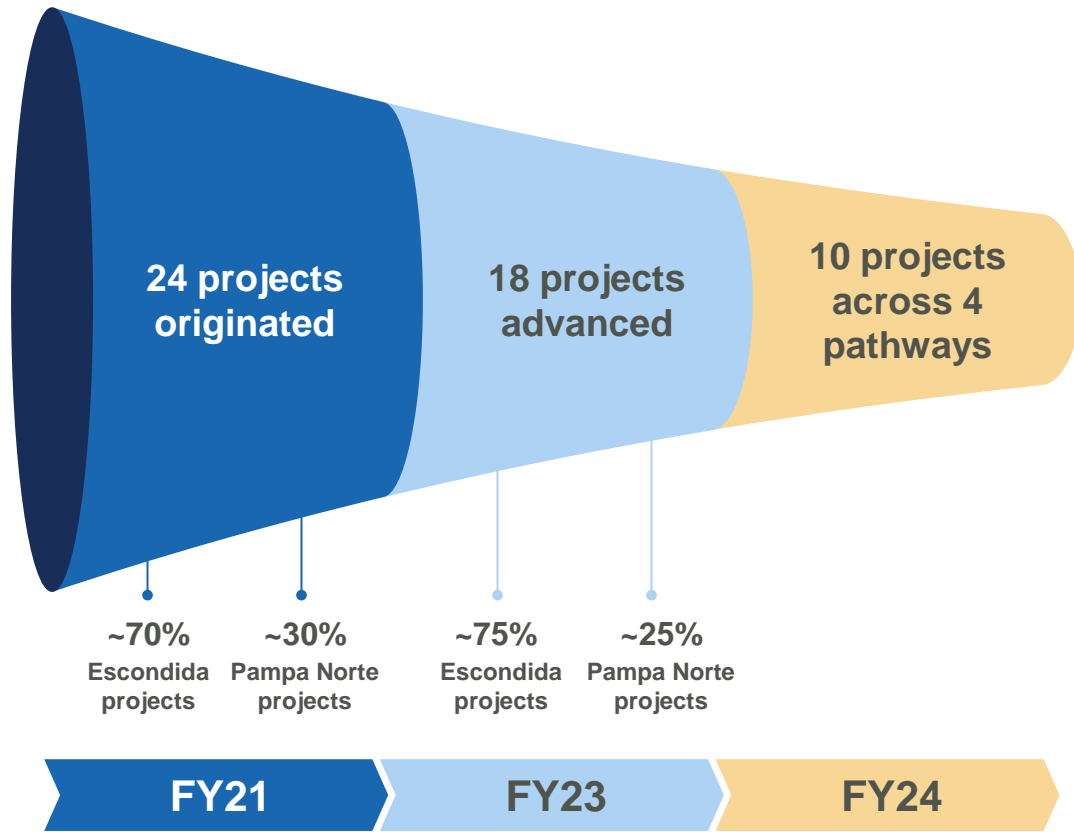 24 projects
originated
18 projects
advanced
10 projects
across 4
pathways
~70%
Escondida
projects
~30%
Pampa Norte
projects
~75%
Escondida
projects
~25%
Pampa Norte
projects
FY21
FY23
FY24